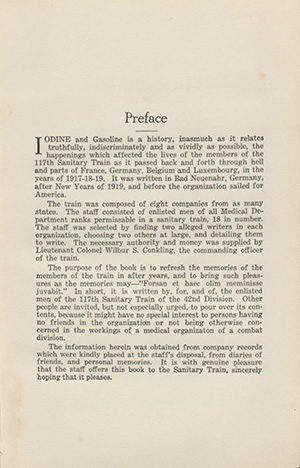 Preface
IODINE and Gasoline is a history, inasmuch as it relates
truthfully, indiscriminately and as vividly as possible, the
happenings which affected the lives of the members of the
117th Sanitary Train as it passed back and forth through hell
and parts of France, Germany, Belgium and Luxembourg, in the
years of 1917-18-19. It was written in Bad Neuenahr, Germany,
after New Years of 1919, and before the organization sailed for
America.
The train was composed of eight companies from as many
states. The staff consisted of enlisted men of all Medical De-
partment ranks permissable in a sanitary train, 18 in number.
The staff was selected by finding two alleged writers in each
organization, choosing two others at large, and detailing them
to write. The necessary authority and money was supplied by
Lieutenant Colonel Wilbur S. Conkling, the commanding officer
of the train.
The purpose of the book is to refresh the memories of the
members of the train in after years, and to bring such pleas-
ures as the memories may—"Forsan et haec olim meminisse
juvabit." In short, it is written by, for, and of, the enlisted
men of the 117th Sanitary Train of the 42nd Division. Other
people are invited, but not especially urged, to pour over its con-
tents, because it might have no special interest to persons having
no friends in the organization or not being otherwise con-
cerned in the workings of a medical organizaton of a combat
division.
The information herein was obtained from company records
which were kindly placed at the staff's disposal, from diaries of
friends, and personal memories. It is with genuine pleasure
that the staff offers this book to the Sanitary Train, sincerely
hoping that it pleases.